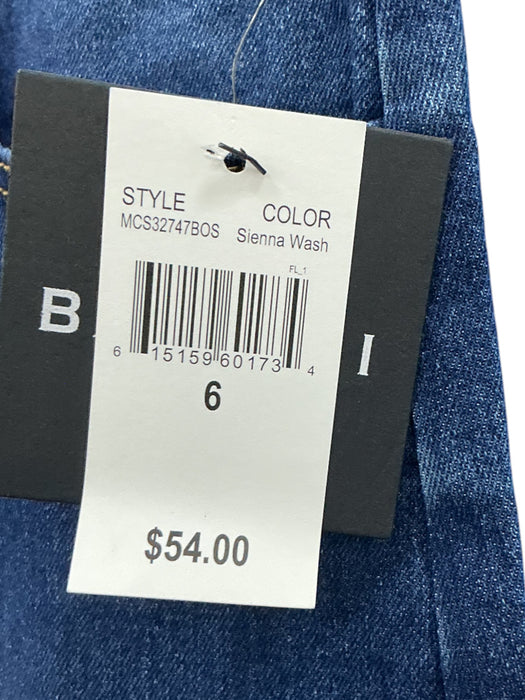 STYLE COLOR
MCS32747BOS Sienna Wash
FL_1
B I
6 15159 60173 4
6
$54.00